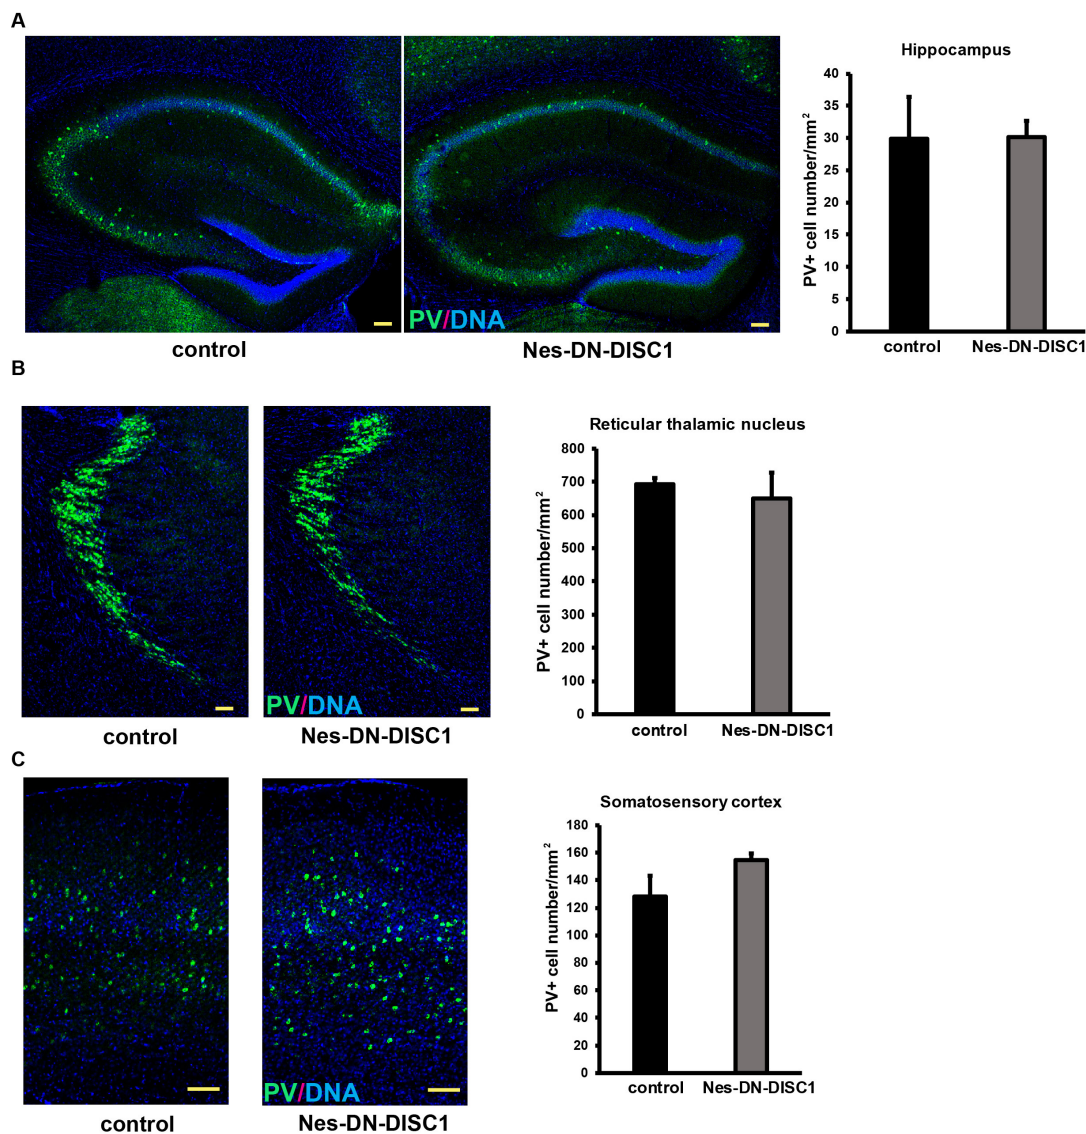 A
PV/DNA
control
Nes-DN-DISC1
Hippocampus
PV+ cell number/mm²
40
35
30
25
20
15
10
5
0
control
Nes-DN-DISC1
B
PV/DNA
control
Nes-DN-DISC1
Reticular thalamic nucleus
PV+ cell number/mm²
800
700
600
500
400
300
200
100
0
control
Nes-DN-DISC1
C
PV/DNA
control
Nes-DN-DISC1
Somatosensory cortex
PV+ cell number/mm²
180
160
140
120
100
80
60
40
20
0
control
Nes-DN-DISC1